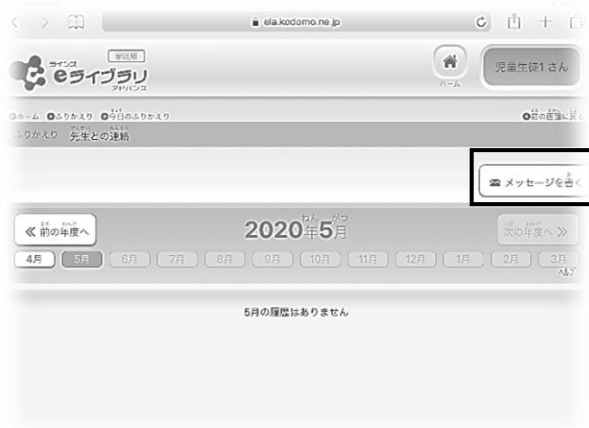 ela.kodomo.ne.jp
ラインズ
家庭版
eライブラリ
アドバンス
ホーム
児童生徒1 さん
ホーム ふりかえり 今日のふりかえり
前の画面に戻る
ふりかえり 先生との連絡
メッセージを書く
前の年度へ
2020年5月
次の年度へ
4月 5月 6月 7月 8月 9月 10月 11月 12月 1月 2月 3月
ヘルプ
5月の履歴はありません